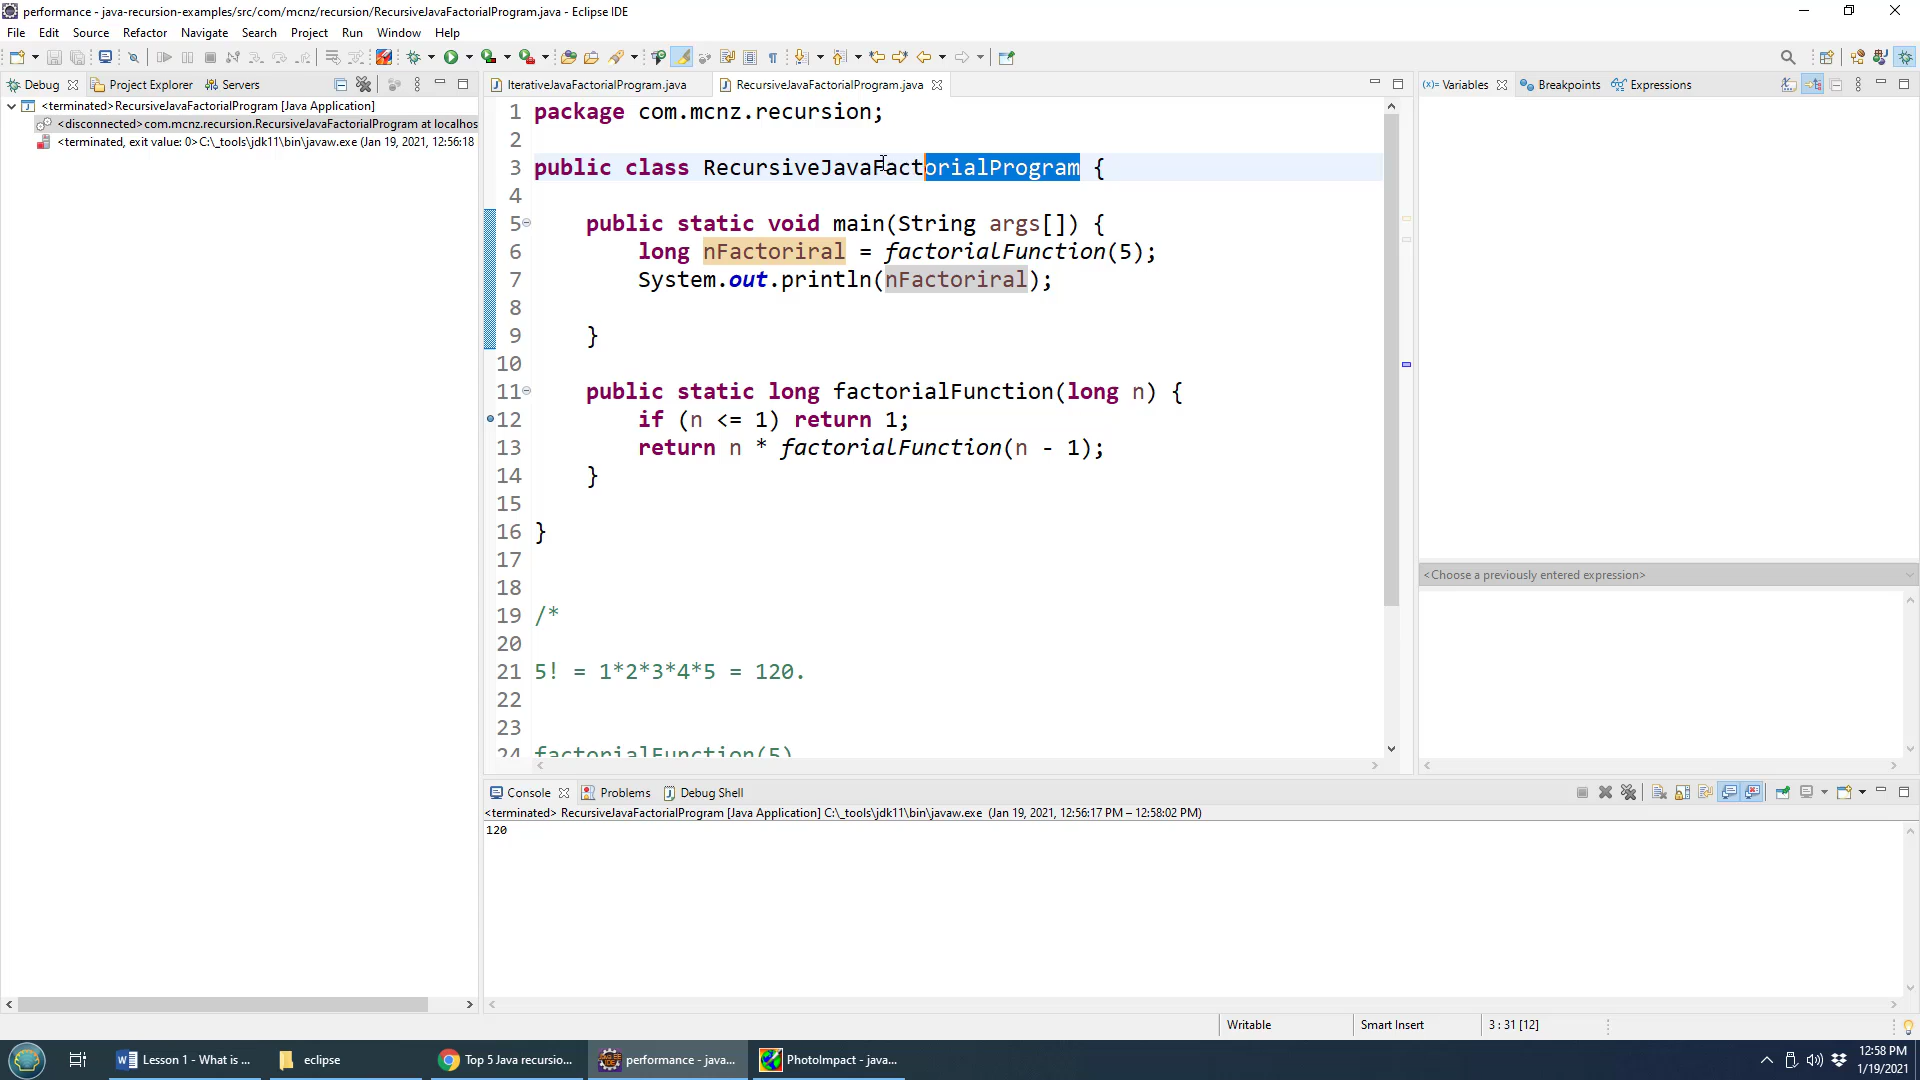 performance - java-recursion-examples/src/com/mcnz/recursion/RecursiveJavaFactorialProgram.java - Eclipse IDE
File Edit Source Refactor Navigate Search Project Run Window Help
Debug Project Explorer Servers
<terminated>RecursiveJavaFactorialProgram [Java Application]
<disconnected>com.mcnz.recursion.RecursiveJavaFactorialProgram at localhos
<terminated, exit value: 0>C:\_tools\jdk11\bin\javaw.exe (Jan 19, 2021, 12:56:18
IterativeJavaFactorialProgram.java RecursiveJavaFactorialProgram.java
1 package com.mcnz.recursion;
2
3 public class RecursiveJavaFactorialProgram {
4
5 public static void main(String args[]) {
6 long nFactoriral = factorialFunction(5);
7 System.out.println(nFactoriral);
8
9 }
10
11 public static long factorialFunction(long n) {
12 if (n <= 1) return 1;
13 return n * factorialFunction(n - 1);
14 }
15
16 }
17
18
19 /*
20
21 5! = 1*2*3*4*5 = 120.
22
23
24 factorialFunction(5)
(x)= Variables Breakpoints Expressions
<Choose a previously entered expression>
Console Problems Debug Shell
<terminated> RecursiveJavaFactorialProgram [Java Application] C:\_tools\jdk11\bin\javaw.exe (Jan 19, 2021, 12:56:17 PM – 12:58:02 PM)
120
Writable Smart Insert 3 : 31 [12]
Lesson 1 - What is ... eclipse Top 5 Java recursio... performance - java... PhotoImpact - java...
12:58 PM
1/19/2021